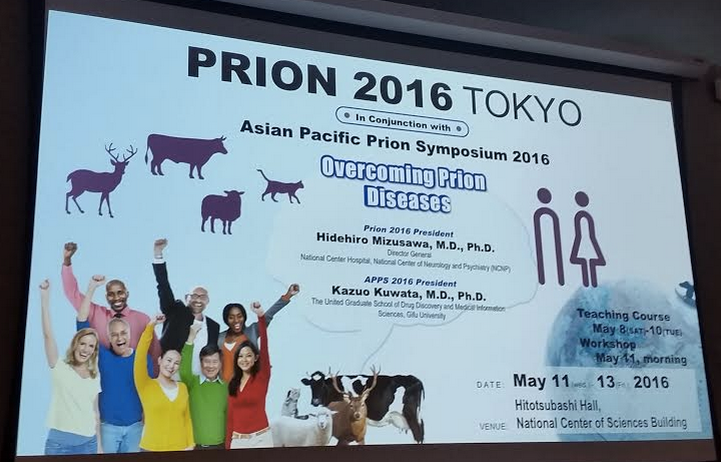 PRION 2016 TOKYO
In Conjunction with
Asian Pacific Prion Symposium 2016
Overcoming Prion
Diseases
Prion 2016 President
Hidehiro Mizusawa, M.D., Ph.D.
Director General
National Center Hospital, National Center of Neurology and Psychiatry (NCNP)
APPS 2016 President
Kazuo Kuwata, M.D., Ph.D.
The United Graduate School of Drug Discovery and Medical Information
Sciences, Gifu University
Teaching Course
May 8(SAT)-10(TUE)
Workshop
May 11, morning
DATE: May 11(wed.)- 13(Fri.) 2016
Hitotsubashi Hall,
VENUE: National Center of Sciences Building